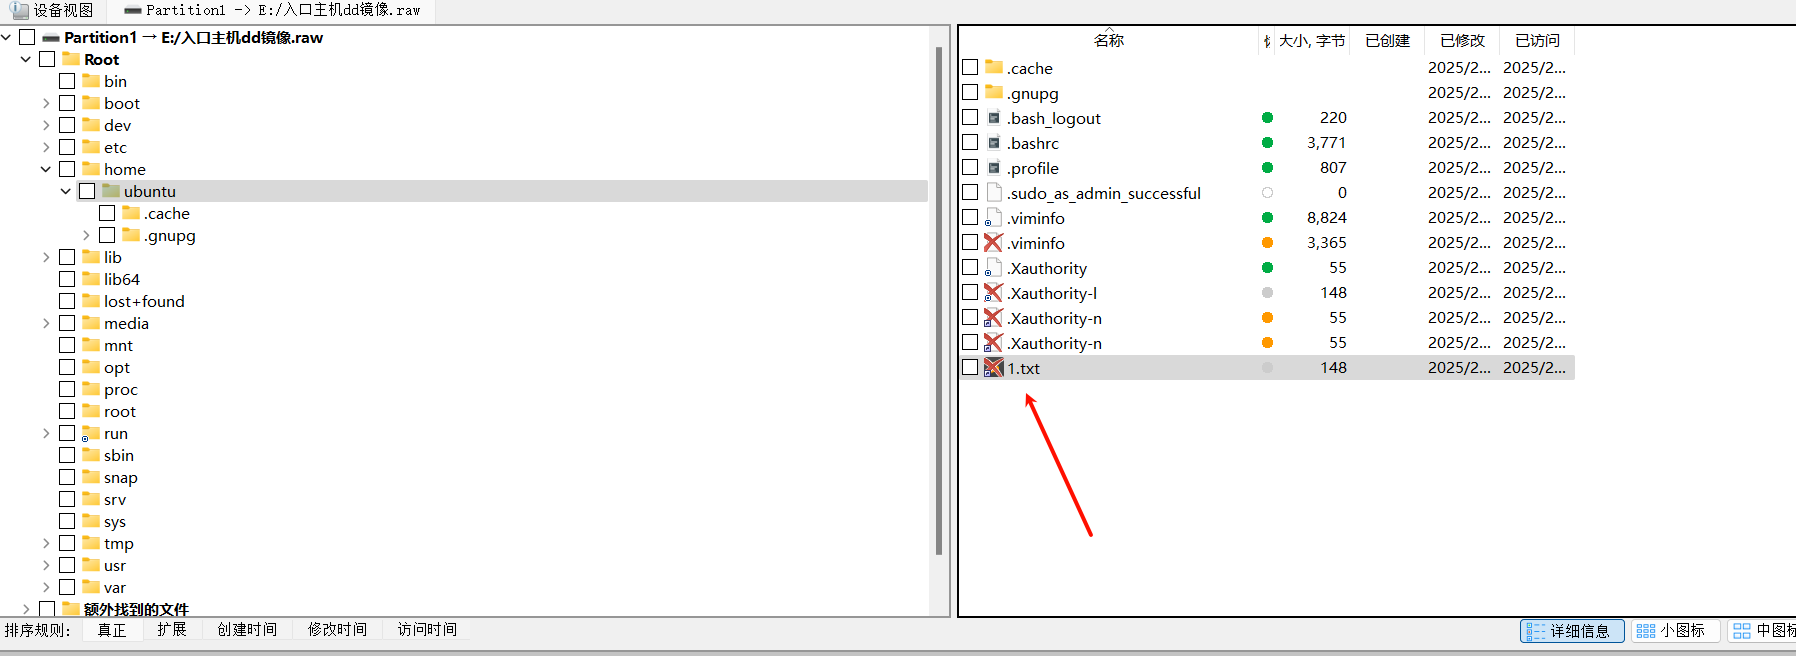 设备视图 Partition1 -> E:/入口主机dd镜像.raw
Partition1 → E:/入口主机dd镜像.raw
Root
bin
boot
dev
etc
home
ubuntu
.cache
.gnupg
lib
lib64
lost+found
media
mnt
opt
proc
root
run
sbin
snap
srv
sys
tmp
usr
var
额外找到的文件
排序规则: 真正 扩展 创建时间 修改时间 访问时间
名称 大小, 字节 已创建 已修改 已访问
.cache 2025/2... 2025/2...
.gnupg 2025/2... 2025/2...
.bash_logout 220 2025/2... 2025/2...
.bashrc 3,771 2025/2... 2025/2...
.profile 807 2025/2... 2025/2...
.sudo_as_admin_successful 0 2025/2... 2025/2...
.viminfo 8,824 2025/2... 2025/2...
.viminfo 3,365 2025/2... 2025/2...
.Xauthority 55 2025/2... 2025/2...
.Xauthority-l 148 2025/2... 2025/2...
.Xauthority-n 55 2025/2... 2025/2...
.Xauthority-n 55 2025/2... 2025/2...
1.txt 148 2025/2... 2025/2...
详细信息 小图标 中图标